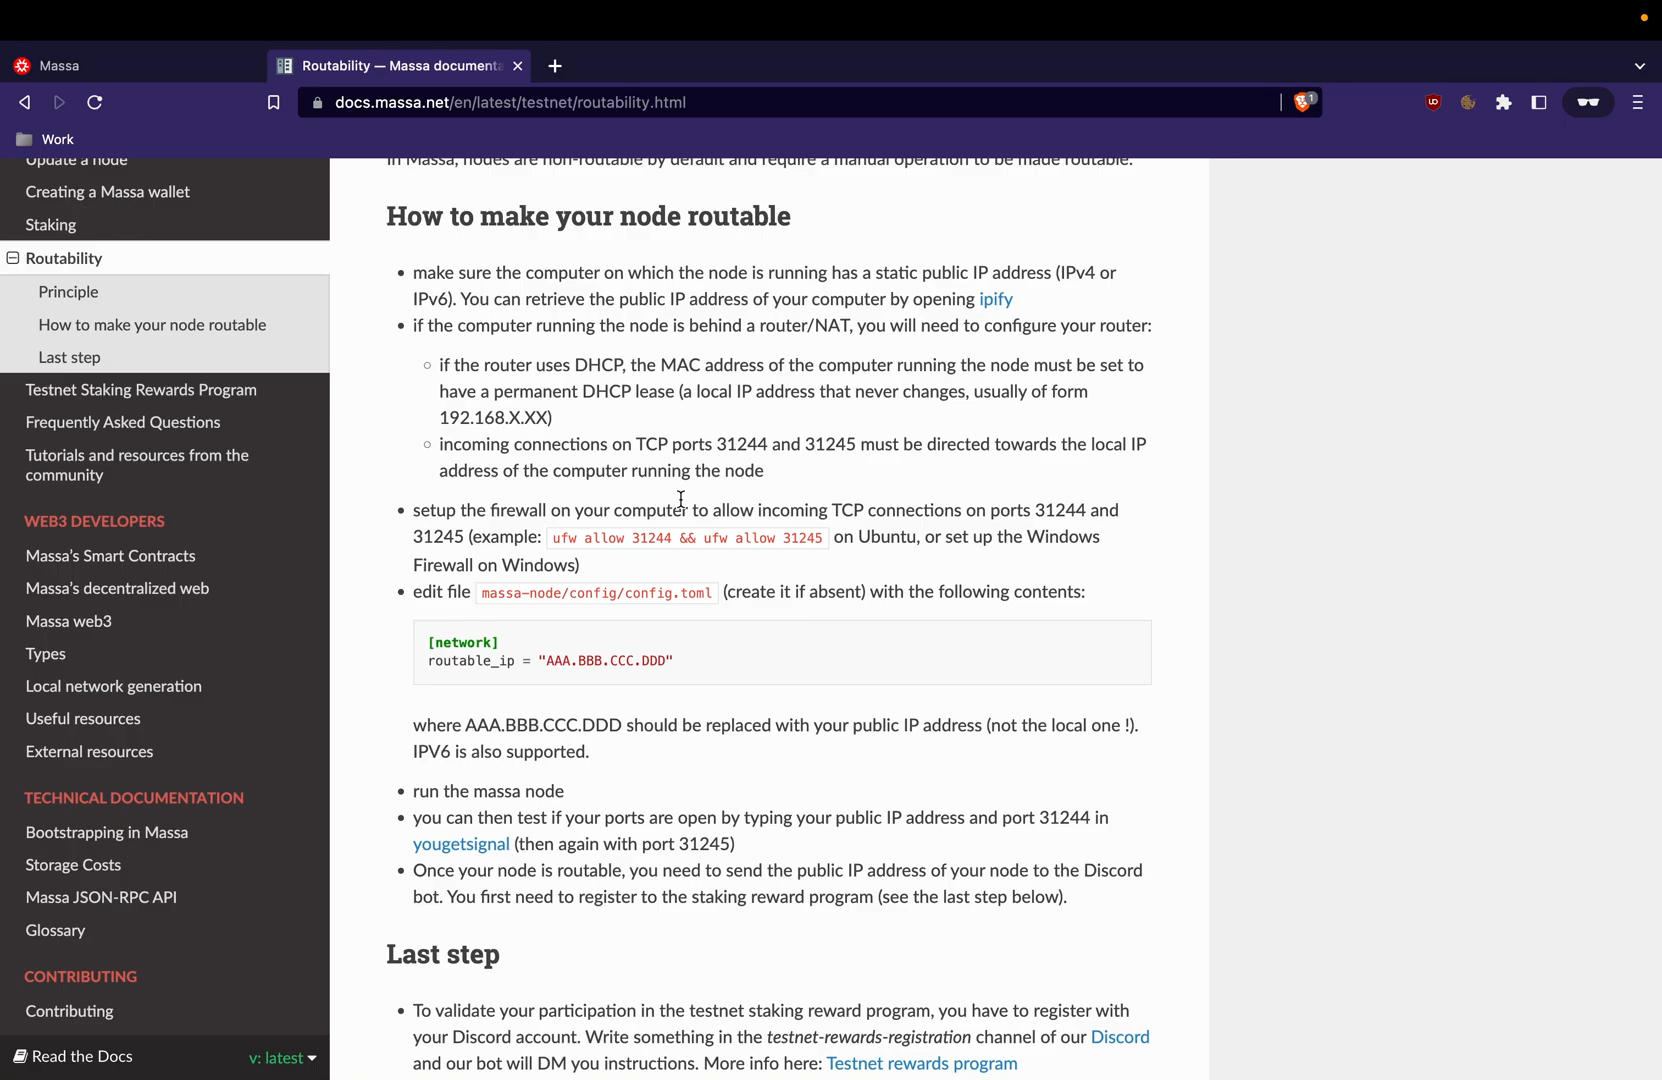 Massa
Routability — Massa documenta
docs.massa.net/en/latest/testnet/routability.html
1
Work
Update a node
Creating a Massa wallet
Staking
Routability
Principle
How to make your node routable
Last step
Testnet Staking Rewards Program
Frequently Asked Questions
Tutorials and resources from the
community
WEB3 DEVELOPERS
Massa's Smart Contracts
Massa's decentralized web
Massa web3
Types
Local network generation
Useful resources
External resources
TECHNICAL DOCUMENTATION
Bootstrapping in Massa
Storage Costs
Massa JSON-RPC API
Glossary
CONTRIBUTING
Contributing
Read the Docs
v: latest
In Massa, nodes are non-routable by default and require a manual operation to be made routable.
How to make your node routable
• make sure the computer on which the node is running has a static public IP address (IPv4 or
IPv6). You can retrieve the public IP address of your computer by opening ipify
• if the computer running the node is behind a router/NAT, you will need to configure your router:
○ if the router uses DHCP, the MAC address of the computer running the node must be set to
have a permanent DHCP lease (a local IP address that never changes, usually of form
192.168.X.XX)
○ incoming connections on TCP ports 31244 and 31245 must be directed towards the local IP
address of the computer running the node
• setup the firewall on your computer to allow incoming TCP connections on ports 31244 and
31245 (example: ufw allow 31244 && ufw allow 31245 on Ubuntu, or set up the Windows
Firewall on Windows)
• edit file massa-node/config/config.toml (create it if absent) with the following contents:
[network]
routable_ip = "AAA.BBB.CCC.DDD"
where AAA.BBB.CCC.DDD should be replaced with your public IP address (not the local one !).
IPV6 is also supported.
• run the massa node
• you can then test if your ports are open by typing your public IP address and port 31244 in
yougetsignal (then again with port 31245)
• Once your node is routable, you need to send the public IP address of your node to the Discord
bot. You first need to register to the staking reward program (see the last step below).
Last step
• To validate your participation in the testnet staking reward program, you have to register with
your Discord account. Write something in the testnet-rewards-registration channel of our Discord
and our bot will DM you instructions. More info here: Testnet rewards program